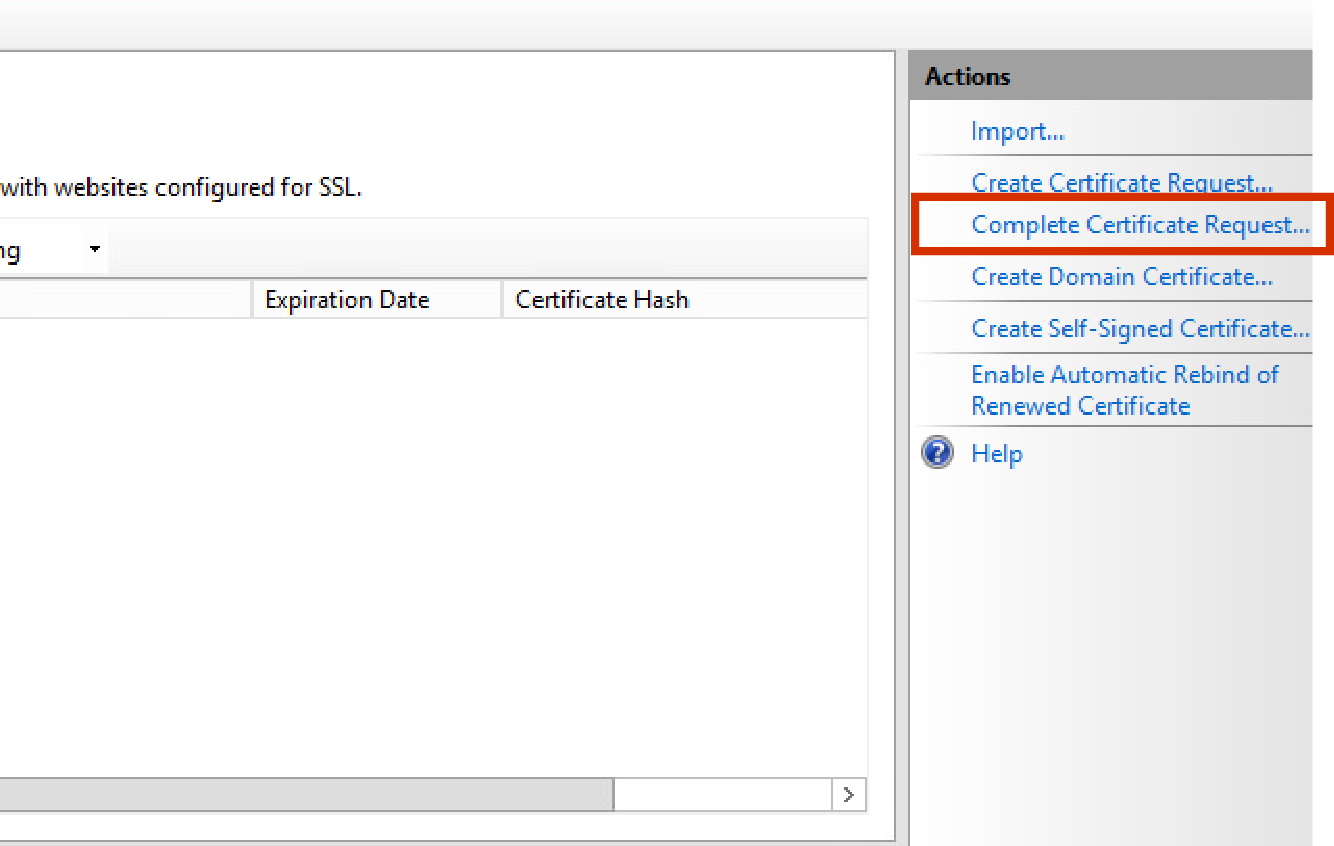 Actions
Import...
with websites configured for SSL.
Create Certificate Request...
Complete Certificate Request...
ng
Create Domain Certificate...
Expiration Date
Certificate Hash
Create Self-Signed Certificate...
Enable Automatic Rebind of
Renewed Certificate
Help